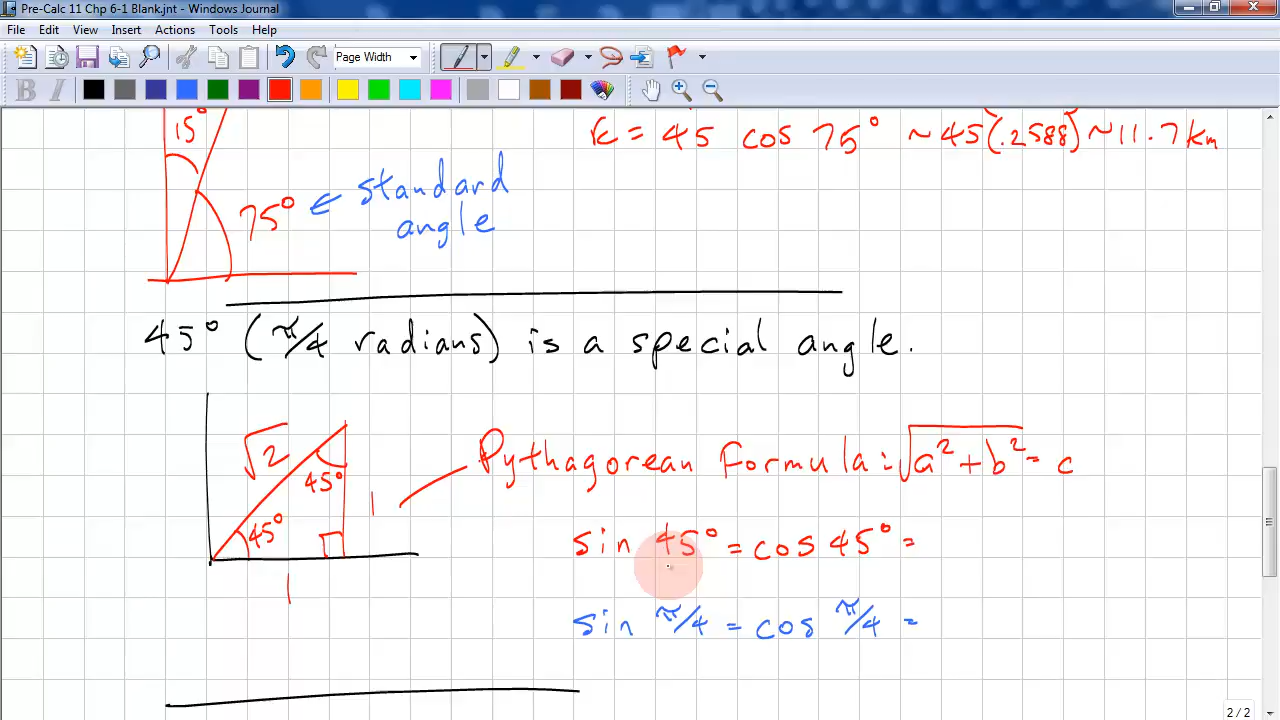 Pre-Calc 11 Chp 6-1 Blank.jnt - Windows Journal
File Edit View Insert Actions Tools Help
Page Width
B I
15°
r = 45 cos 75° ~45(.2588)~11.7km
75° ← standard
angle
45° (π/4 radians) is a special angle.
√2
45°
45°
1
1
Pythagorean Formula: √a²+b² = c
sin 45° = cos 45° =
sin π/4 = cos π/4 =
2/2